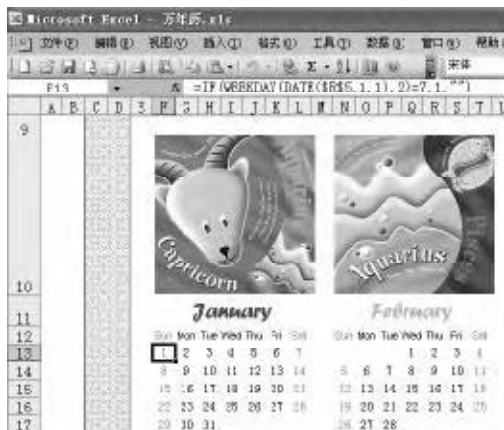 Microsoft Excel - 万年历.xls
文件(F) 编辑(E) 视图(V) 插入(I) 格式(O) 工具(T) 数据(D) 窗口(W) 帮助
Σ 宋体
F13 =IF(WEEKDAY(DATE($R$5,1,1),2)=7,1,"")
A B C D E F G H I J K L M N O P Q R S T
9
Capricorn Aquarius
10
11 January February
12 Sun Mon Tue Wed Thu Fri Sat Sun Mon Tue Wed Thu Fri Sat
13 1 2 3 4 5 6 7 1 2 3 4
14 8 9 10 11 12 13 14 5 6 7 8 9 10 11
15 15 16 17 18 19 20 21 12 13 14 15 16 17 18
16 22 23 24 25 26 27 28 19 20 21 22 23 24 25
17 29 30 31 26 27 28